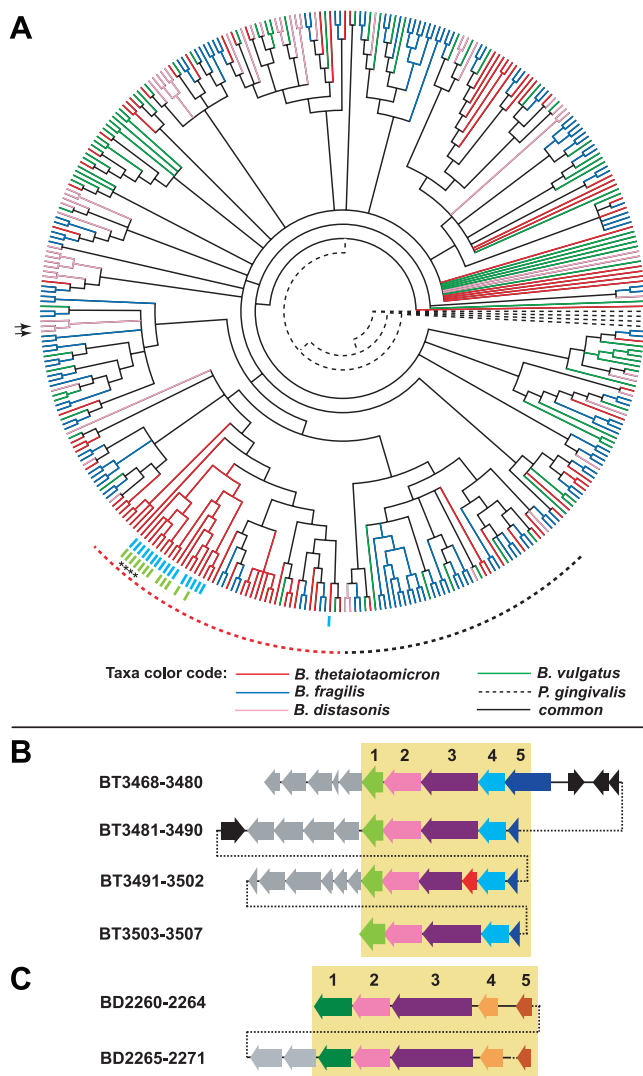 A
****
Taxa color code:
B. thetaiotaomicron
B. vulgatus
B. fragilis
P. gingivalis
B. distasonis
common
B
1 2 3 4 5
BT3468-3480
BT3481-3490
BT3491-3502
BT3503-3507
C
1 2 3 4 5
BD2260-2264
BD2265-2271